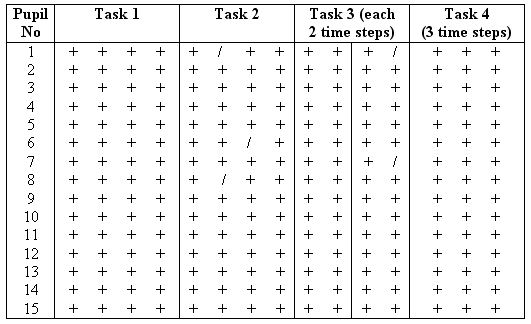 Pupil Task 1 Task 2 Task 3 (each Task 4
No 2 time steps) (3 time steps)
1 + + + + + / + + + + + / + + +
2 + + + + + + + + + + + + + + +
3 + + + + + + + + + + + + + + +
4 + + + + + + + + + + + + + + +
5 + + + + + + + + + + + + + + +
6 + + + + + + / + + + + + + + +
7 + + + + + + + + + + + / + + +
8 + + + + + / + + + + + + + + +
9 + + + + + + + + + + + + + + +
10 + + + + + + + + + + + + + + +
11 + + + + + + + + + + + + + + +
12 + + + + + + + + + + + + + + +
13 + + + + + + + + + + + + + + +
14 + + + + + + + + + + + + + + +
15 + + + + + + + + + + + + + + +